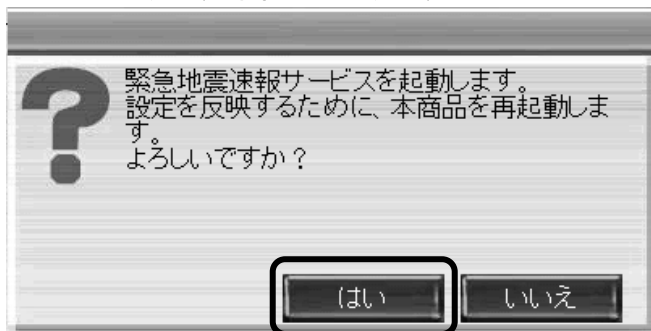 緊急地震速報サービスを起動します。
設定を反映するために、本商品を再起動しま
す。
よろしいですか？
はい
いいえ